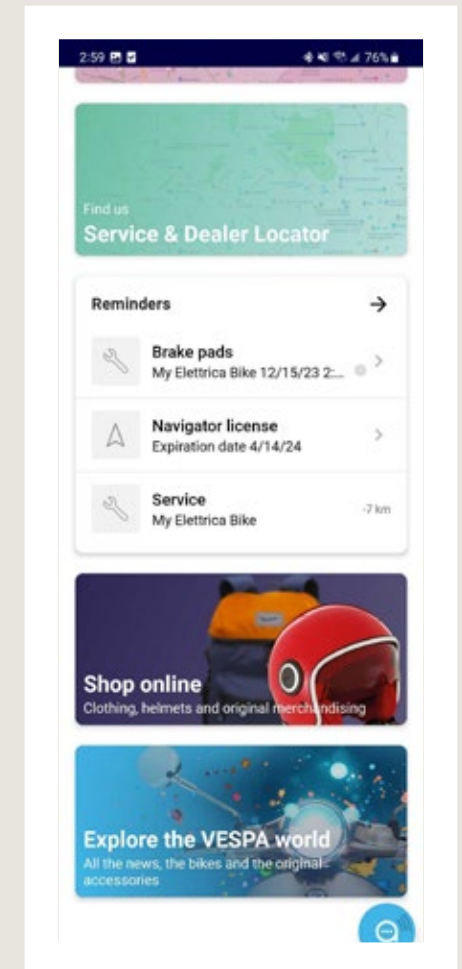 2:59 76%
Find us
Service & Dealer Locator
Reminders
Brake pads
My Elettrica Bike 12/15/23 2:...
Navigator license
Expiration date 4/14/24
Service
My Elettrica Bike
-7 km
Shop online
Clothing, helmets and original merchandising
Explore the VESPA world
All the news, the bikes and the original
accessories